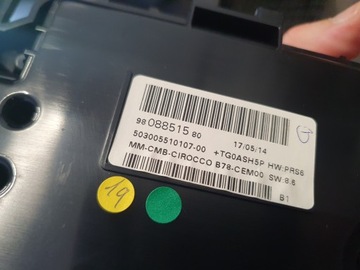 98 088515 80 17/05/14
503005510107-00 +TG0ASH5P HW:PRS6
MM-CMB-CIROCCO B78-CEM00 SW:8.6
B1
19